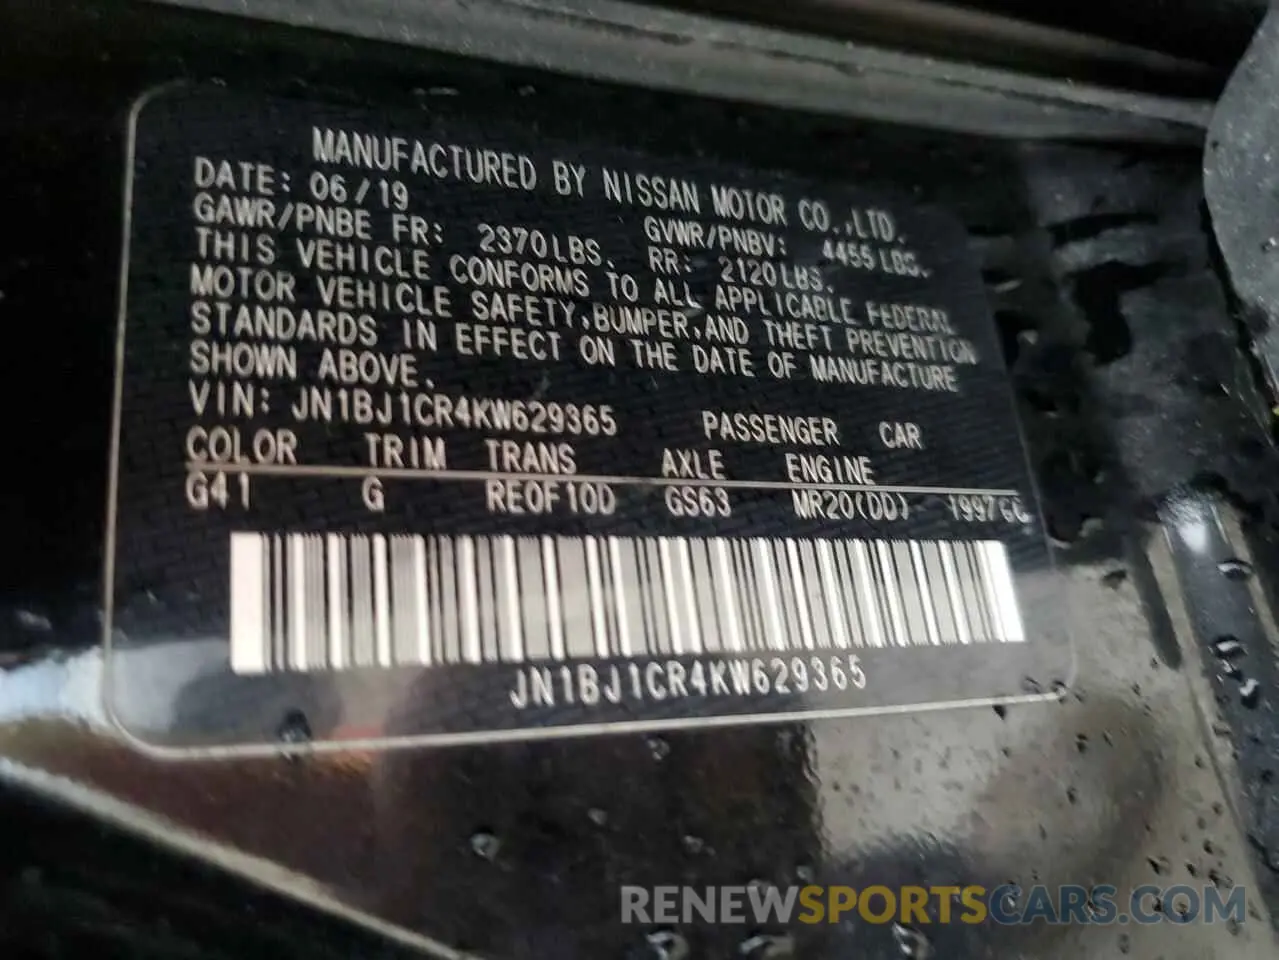 MANUFACTURED BY NISSAN MOTOR CO.,LTD.
DATE: 06/19 GVWR/PNBV: 4455LBS.
GAWR/PNBE FR: 2370LBS. RR: 2120LBS.
THIS VEHICLE CONFORMS TO ALL APPLICABLE FEDERAL
MOTOR VEHICLE SAFETY,BUMPER,AND THEFT PREVENTION
STANDARDS IN EFFECT ON THE DATE OF MANUFACTURE
SHOWN ABOVE.
VIN: JN1BJ1CR4KW629365 PASSENGER CAR
COLOR TRIM TRANS AXLE ENGINE
G41 G RE0F10D GS63 MR20(DD) 1997CC
JN1BJ1CR4KW629365
RENEWSPORTSCARS.COM